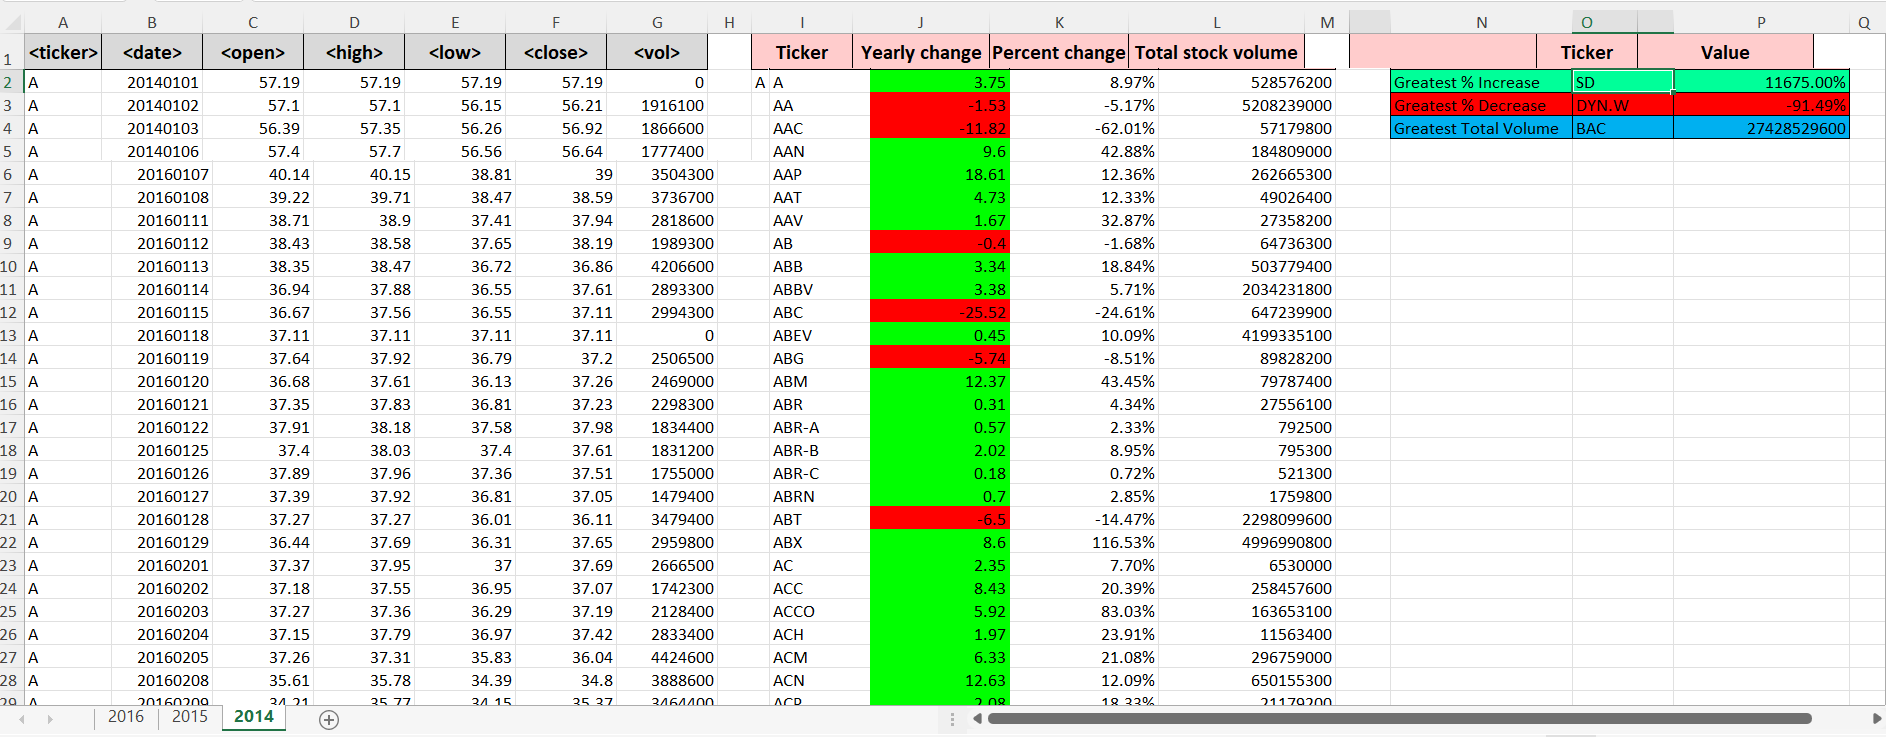 A B C D E F G H I J K L M N O P Q
1 <ticker> <date> <open> <high> <low> <close> <vol> Ticker Yearly change Percent change Total stock volume Ticker Value
2 A 20140101 57.19 57.19 57.19 57.19 0 A A 3.75 8.97% 528576200 Greatest % Increase SD 11675.00%
3 A 20140102 57.1 57.1 56.15 56.21 1916100 AA -1.53 -5.17% 5208239000 Greatest % Decrease DYN.W -91.49%
4 A 20140103 56.39 57.35 56.26 56.92 1866600 AAC -11.82 -62.01% 57179800 Greatest Total Volume BAC 27428529600
5 A 20140106 57.4 57.7 56.56 56.64 1777400 AAN 9.6 42.88% 184809000
6 A 20160107 40.14 40.15 38.81 39 3504300 AAP 18.61 12.36% 262665300
7 A 20160108 39.22 39.71 38.47 38.59 3736700 AAT 4.73 12.33% 49026400
8 A 20160111 38.71 38.9 37.41 37.94 2818600 AAV 1.67 32.87% 27358200
9 A 20160112 38.43 38.58 37.65 38.19 1989300 AB -0.4 -1.68% 64736300
10 A 20160113 38.35 38.47 36.72 36.86 4206600 ABB 3.34 18.84% 503779400
11 A 20160114 36.94 37.88 36.55 37.61 2893300 ABBV 3.38 5.71% 2034231800
12 A 20160115 36.67 37.56 36.55 37.11 2994300 ABC -25.52 -24.61% 647239900
13 A 20160118 37.11 37.11 37.11 37.11 0 ABEV 0.45 10.09% 4199335100
14 A 20160119 37.64 37.92 36.79 37.2 2506500 ABG -5.74 -8.51% 89828200
15 A 20160120 36.68 37.61 36.13 37.26 2469000 ABM 12.37 43.45% 79787400
16 A 20160121 37.35 37.83 36.81 37.23 2298300 ABR 0.31 4.34% 27556100
17 A 20160122 37.91 38.18 37.58 37.98 1834400 ABR-A 0.57 2.33% 792500
18 A 20160125 37.4 38.03 37.4 37.61 1831200 ABR-B 2.02 8.95% 795300
19 A 20160126 37.89 37.96 37.36 37.51 1755000 ABR-C 0.18 0.72% 521300
20 A 20160127 37.39 37.92 36.81 37.05 1479400 ABRN 0.7 2.85% 1759800
21 A 20160128 37.27 37.27 36.01 36.11 3479400 ABT -6.5 -14.47% 2298099600
22 A 20160129 36.44 37.69 36.31 37.65 2959800 ABX 8.6 116.53% 4996990800
23 A 20160201 37.37 37.95 37 37.69 2666500 AC 2.35 7.70% 6530000
24 A 20160202 37.18 37.55 36.95 37.07 1742300 ACC 8.43 20.39% 258457600
25 A 20160203 37.27 37.36 36.29 37.19 2128400 ACCO 5.92 83.03% 163653100
26 A 20160204 37.15 37.79 36.97 37.42 2833400 ACH 1.97 23.91% 11563400
27 A 20160205 37.26 37.31 35.83 36.04 4424600 ACM 6.33 21.08% 296759000
28 A 20160208 35.61 35.78 34.39 34.8 3888600 ACN 12.63 12.09% 650155300
29 A 20160209 34.21 35.77 34.15 35.37 3464400 2.08 18.33% 21179200
2016 2015 2014